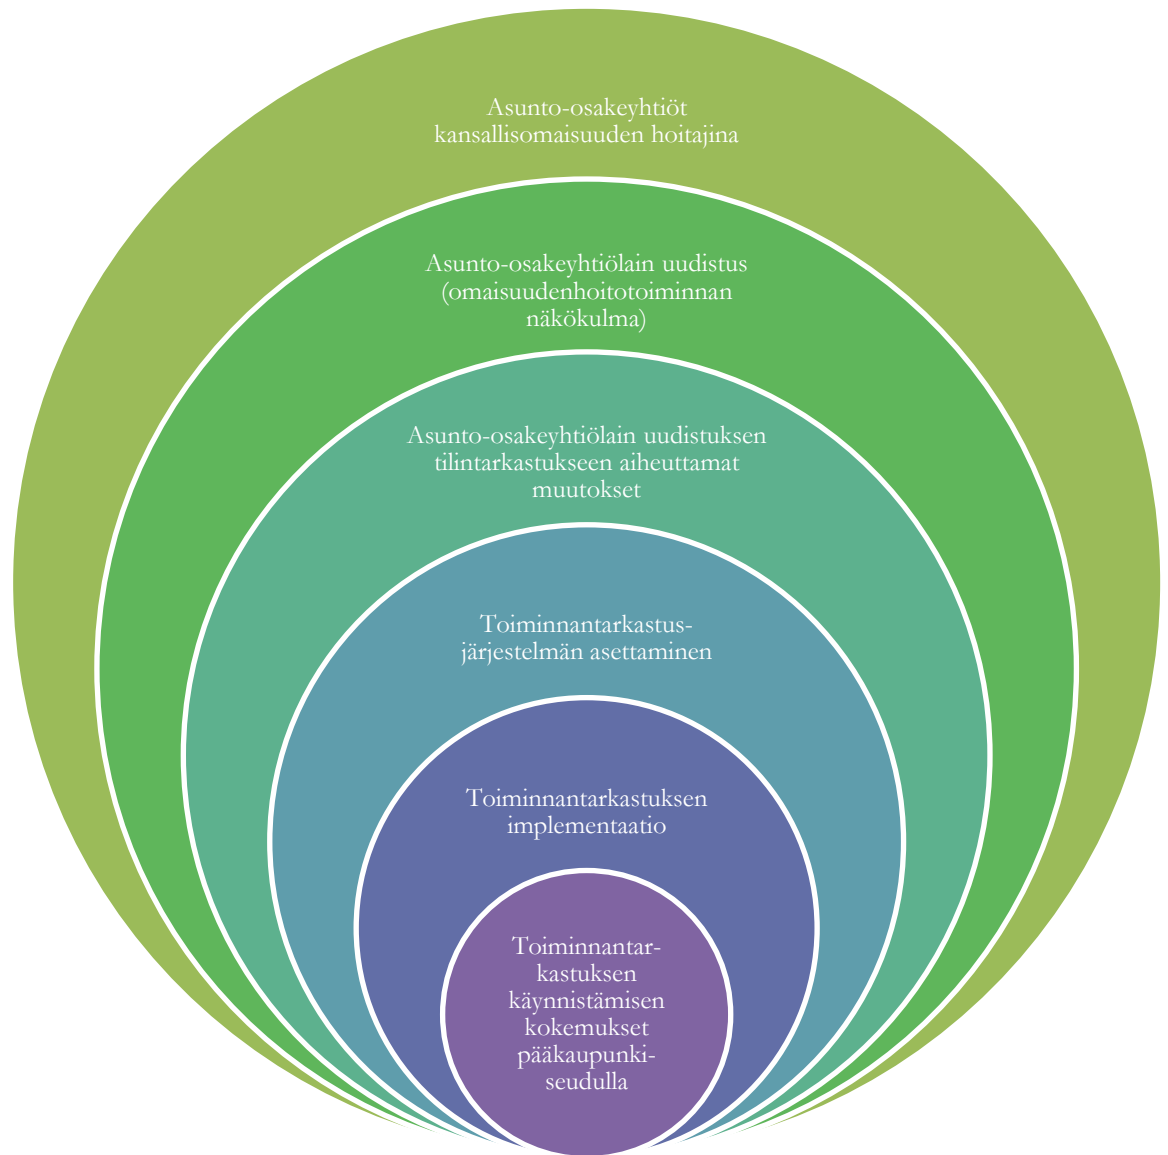 Asunto-osakeyhtiöt
kansallisomaisuuden hoitajina
Asunto-osakeyhtiölain uudistus
(omaisuudenhoitotoiminnan
näkökulma)
Asunto-osakeyhtiölain uudistuksen
tilintarkastukseen aiheuttamat
muutokset
Toiminnantarkastus-
järjestelmän asettaminen
Toiminnantarkastuksen
implementaatio
Toiminnantar-
kastuksen
käynnistämisen
kokemukset
pääkaupunki-
seudulla